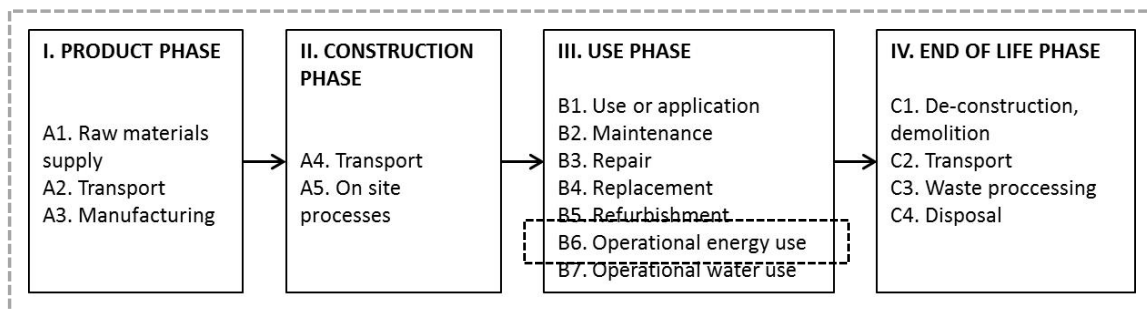 I. PRODUCT PHASE
A1. Raw materials
supply
A2. Transport
A3. Manufacturing
II. CONSTRUCTION
PHASE
A4. Transport
A5. On site
processes
III. USE PHASE
B1. Use or application
B2. Maintenance
B3. Repair
B4. Replacement
B5. Refurbishment
B6. Operational energy use
B7. Operational water use
IV. END OF LIFE PHASE
C1. De-construction,
demolition
C2. Transport
C3. Waste proccessing
C4. Disposal